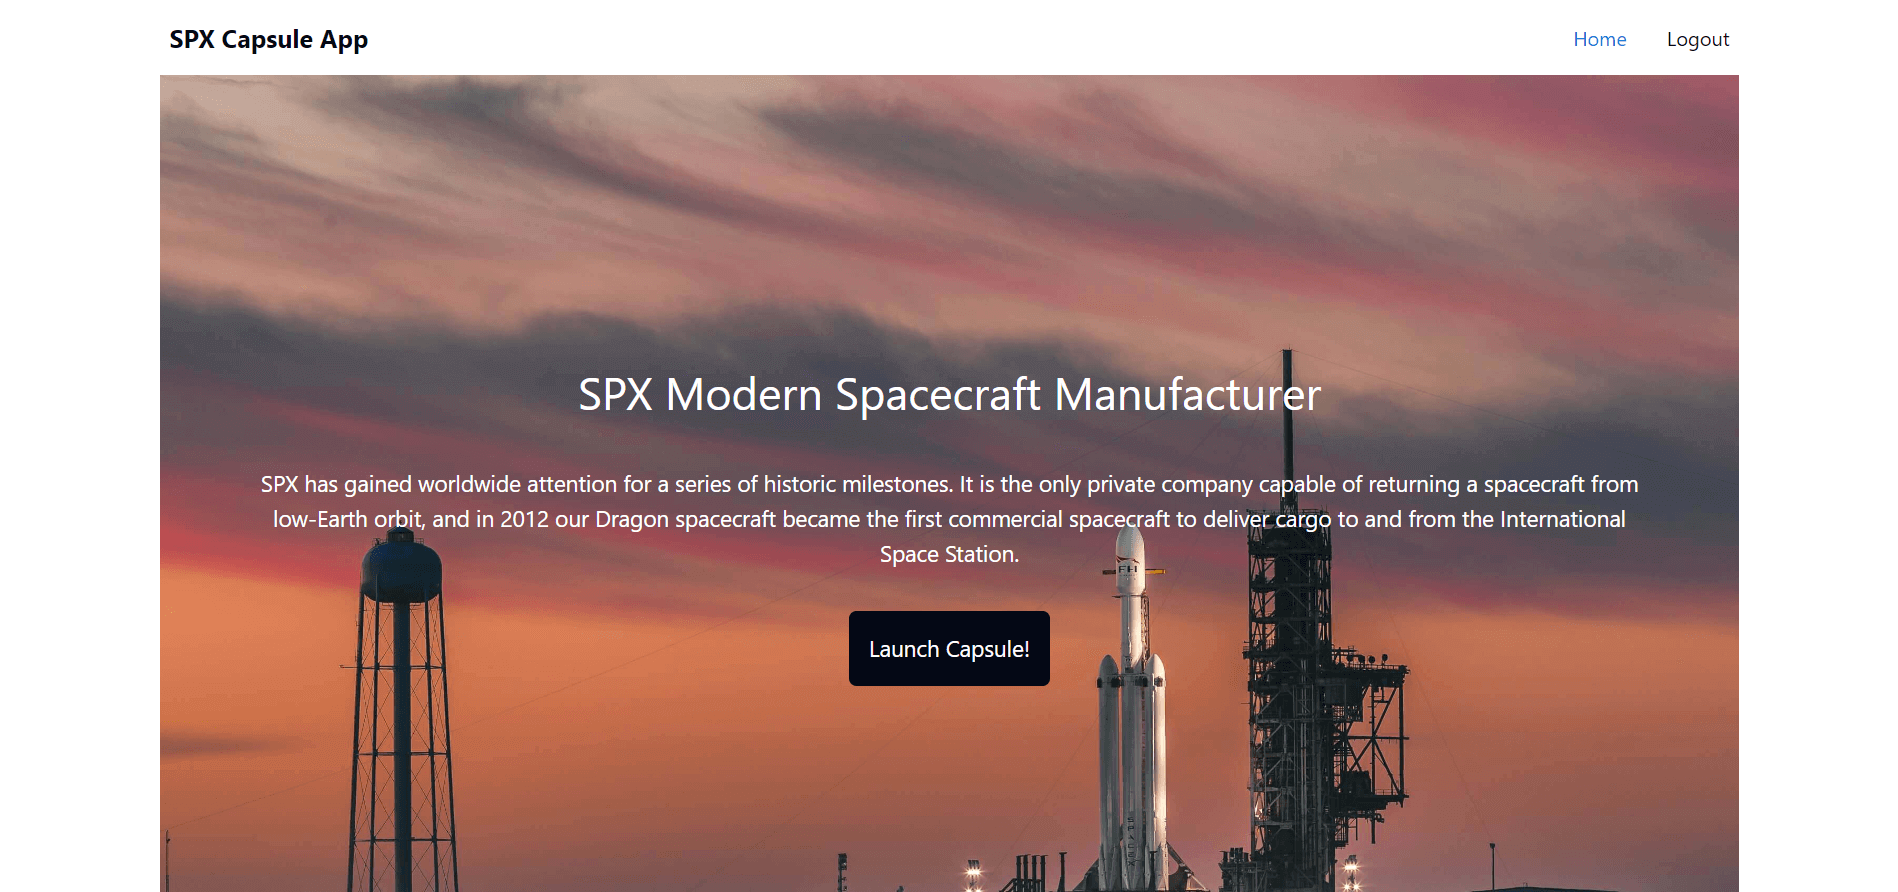 SPX Capsule App
Home
Logout
SPX Modern Spacecraft Manufacturer
SPX has gained worldwide attention for a series of historic milestones. It is the only private company capable of returning a spacecraft from
low-Earth orbit, and in 2012 our Dragon spacecraft became the first commercial spacecraft to deliver cargo to and from the International
Space Station.
FH
Launch Capsule!
SPACEX